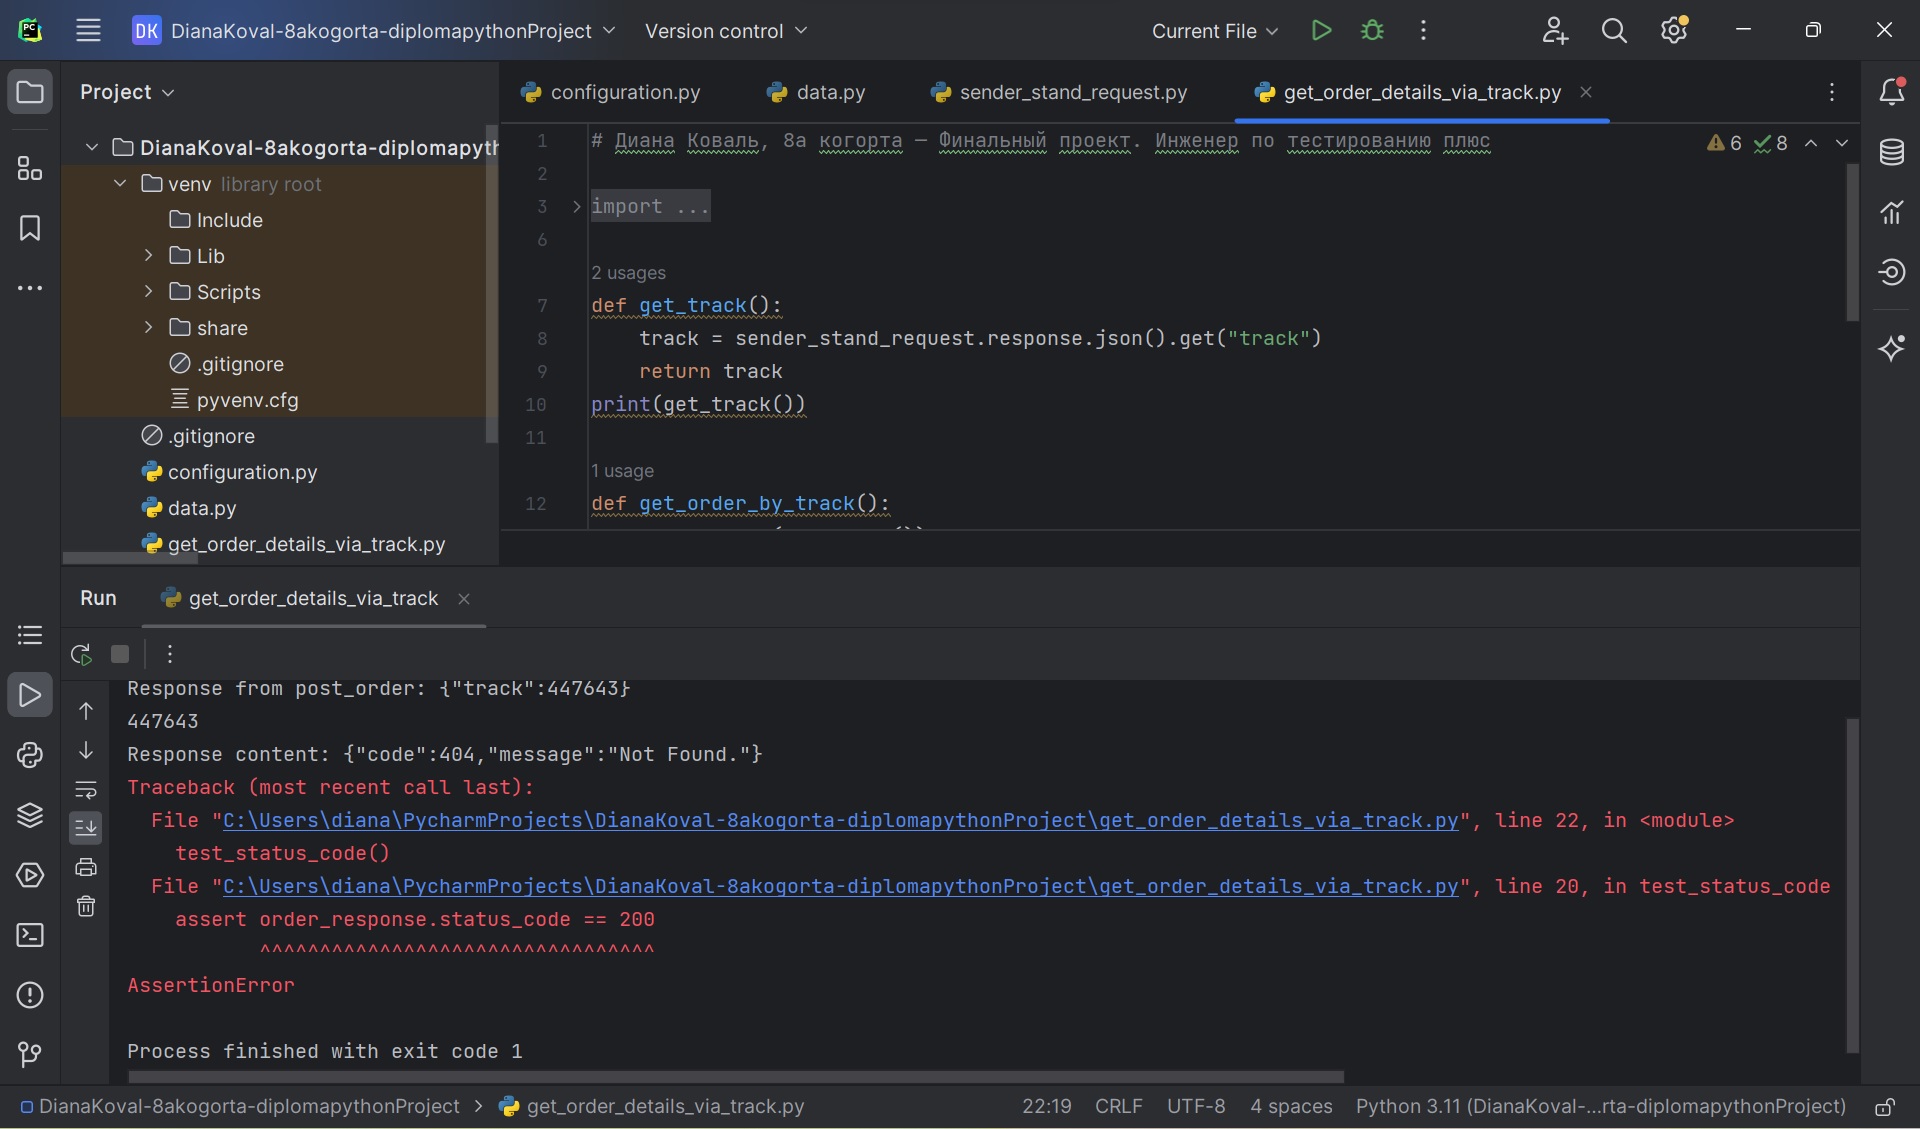 DK DianaKoval-8akogorta-diplomapythonProject Version control Current File
Project
configuration.py data.py sender_stand_request.py get_order_details_via_track.py
DianaKoval-8akogorta-diplomapyth
venv library root
Include
Lib
Scripts
share
.gitignore
pyvenv.cfg
.gitignore
configuration.py
data.py
get_order_details_via_track.py
6 8
1 # Диана Коваль, 8а когорта — Финальный проект. Инженер по тестированию плюс
2
3 import ...
6
2 usages
7 def get_track():
8 track = sender_stand_request.response.json().get("track")
9 return track
10 print(get_track())
11
1 usage
12 def get_order_by_track():
Run get_order_details_via_track
Response from post_order: {"track":447643}
447643
Response content: {"code":404,"message":"Not Found."}
Traceback (most recent call last):
File "C:\Users\diana\PycharmProjects\DianaKoval-8akogorta-diplomapythonProject\get_order_details_via_track.py", line 22, in <module>
test_status_code()
File "C:\Users\diana\PycharmProjects\DianaKoval-8akogorta-diplomapythonProject\get_order_details_via_track.py", line 20, in test_status_code
assert order_response.status_code == 200
^^^^^^^^^^^^^^^^^^^^^^^^^^^^^^^^^
AssertionError
Process finished with exit code 1
DianaKoval-8akogorta-diplomapythonProject > get_order_details_via_track.py 22:19 CRLF UTF-8 4 spaces Python 3.11 (DianaKoval-...rta-diplomapythonProject)